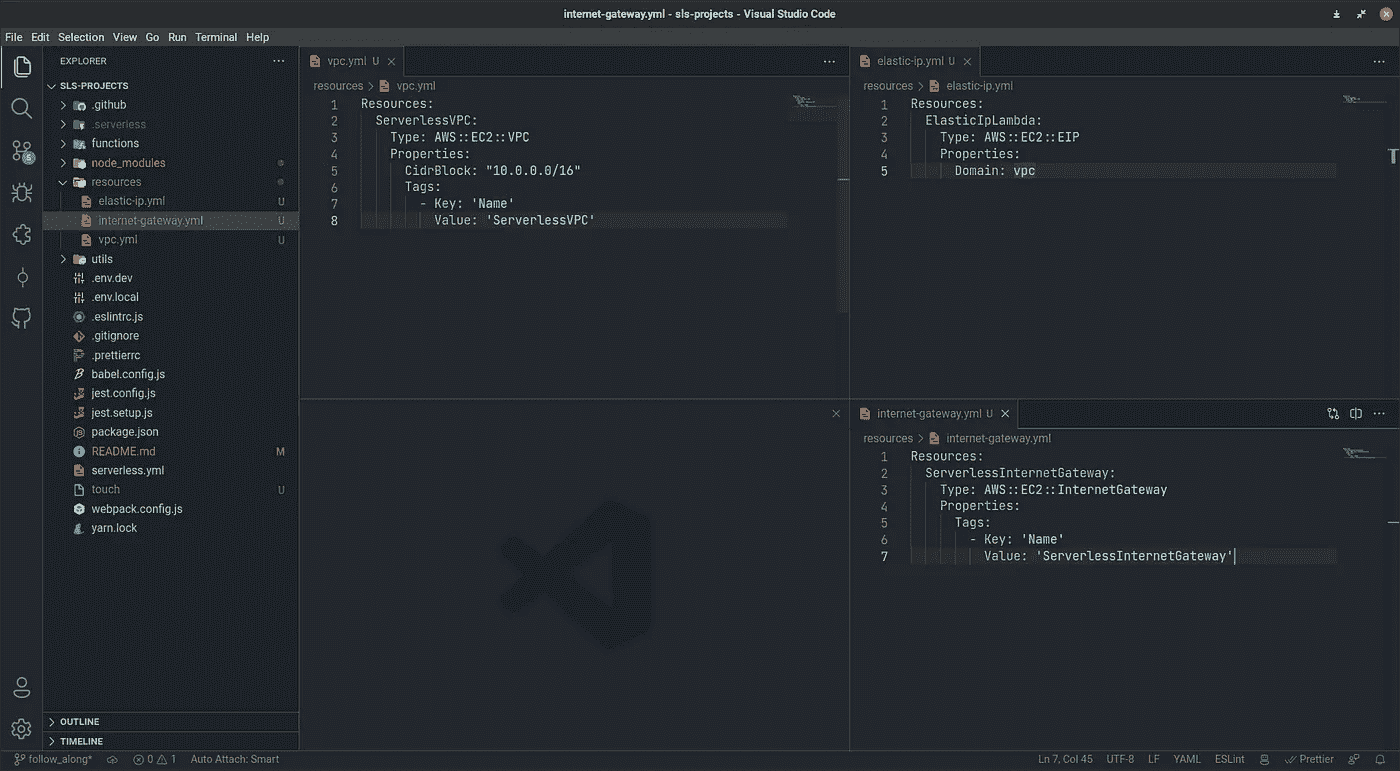 internet-gateway.yml - sls-projects - Visual Studio Code
File Edit Selection View Go Run Terminal Help
EXPLORER
SLS-PROJECTS
.github
.serverless
functions
node_modules
resources
elastic-ip.yml U
internet-gateway.yml U
vpc.yml U
utils
.env.dev
.env.local
.eslintrc.js
.gitignore
.prettierrc
babel.config.js
jest.config.js
jest.setup.js
package.json
README.md M
serverless.yml
touch U
webpack.config.js
yarn.lock
OUTLINE
TIMELINE
vpc.yml U
resources > vpc.yml
1 Resources:
2 ServerlessVPC:
3 Type: AWS::EC2::VPC
4 Properties:
5 CidrBlock: "10.0.0.0/16"
6 Tags:
7 - Key: 'Name'
8 Value: 'ServerlessVPC'
elastic-ip.yml U
resources > elastic-ip.yml
1 Resources:
2 ElasticIpLambda:
3 Type: AWS::EC2::EIP
4 Properties:
5 Domain: vpc
internet-gateway.yml U
resources > internet-gateway.yml
1 Resources:
2 ServerlessInternetGateway:
3 Type: AWS::EC2::InternetGateway
4 Properties:
5 Tags:
6 - Key: 'Name'
7 Value: 'ServerlessInternetGateway'
follow_along* 0 1 Auto Attach: Smart Ln 7, Col 45 UTF-8 LF YAML ESLint Prettier